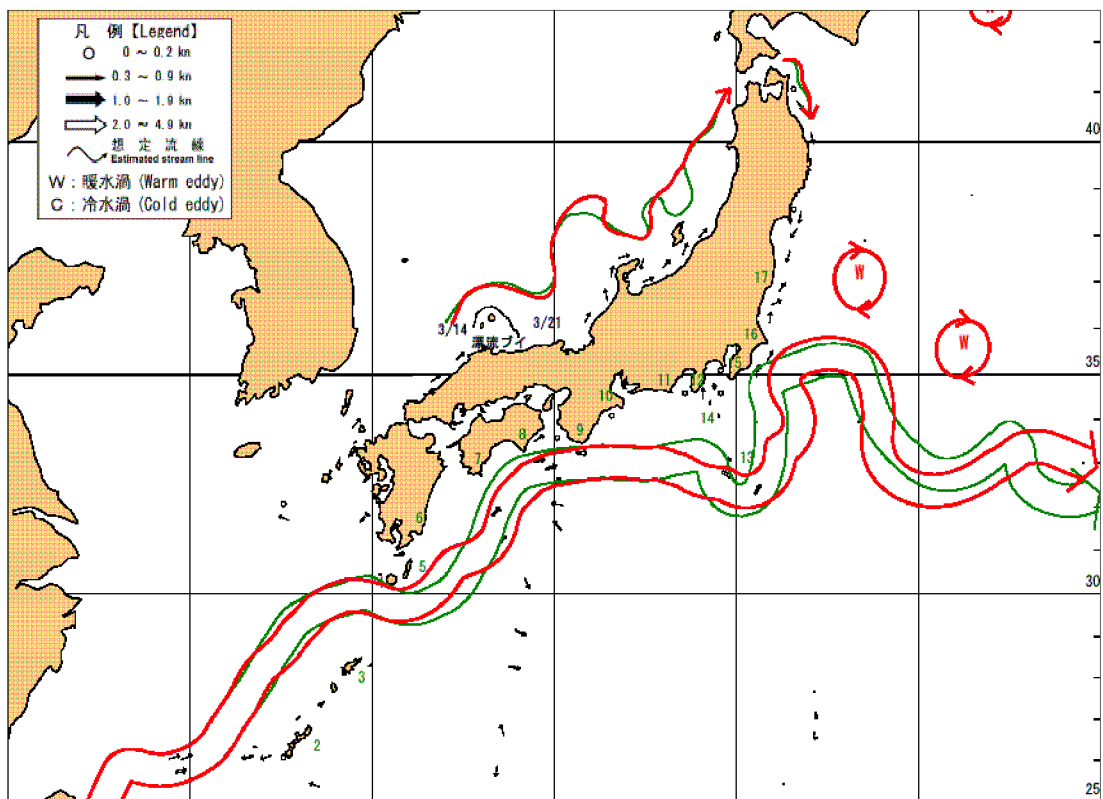 凡 例【Legend】
0 ~ 0.2 kn
0.3 ~ 0.9 kn
1.0 ~ 1.9 kn
2.0 ~ 4.9 kn
想 定 流 線
Estimated stream line
W : 暖水渦 (Warm eddy)
C : 冷水渦 (Cold eddy)
40
17
W
3/14
3/21
漂流ブイ
16
W
15
35
11
10
14
9
8
7
13
6
5
30
3
2
25